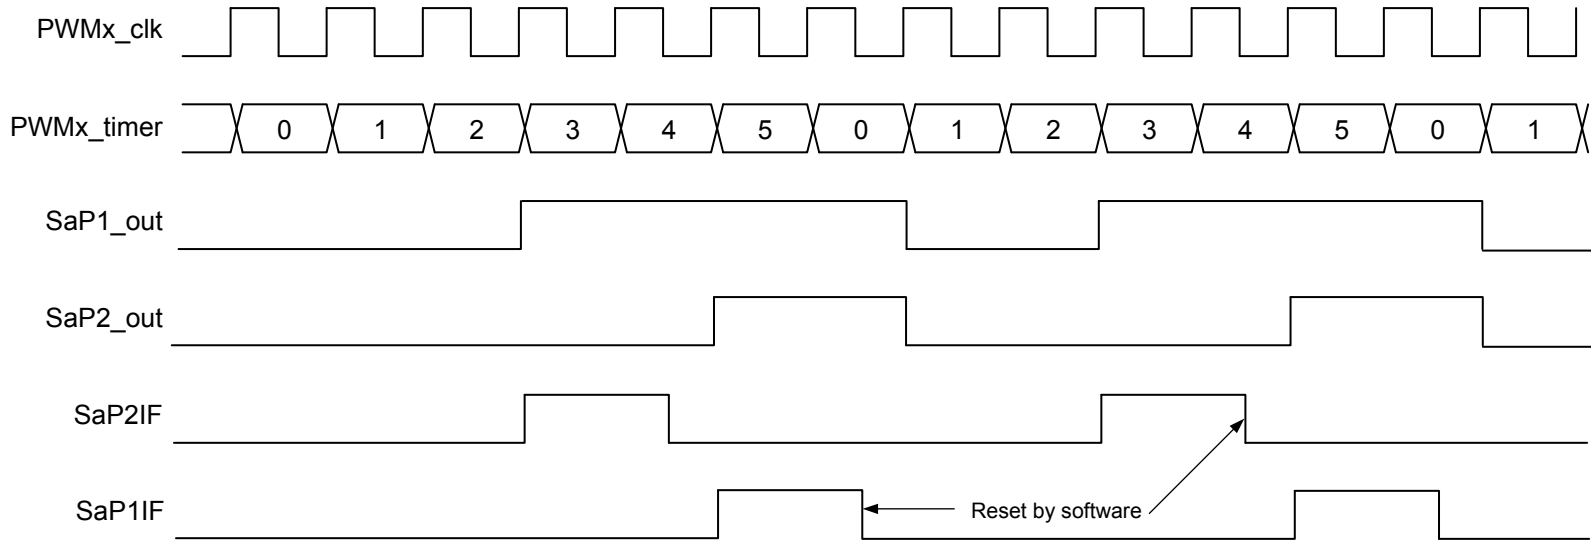 PWMx_clk
PWMx_timer 0 1 2 3 4 5 0 1 2 3 4 5 0 1
SaP1_out
SaP2_out
SaP2IF
SaP1IF
Reset by software